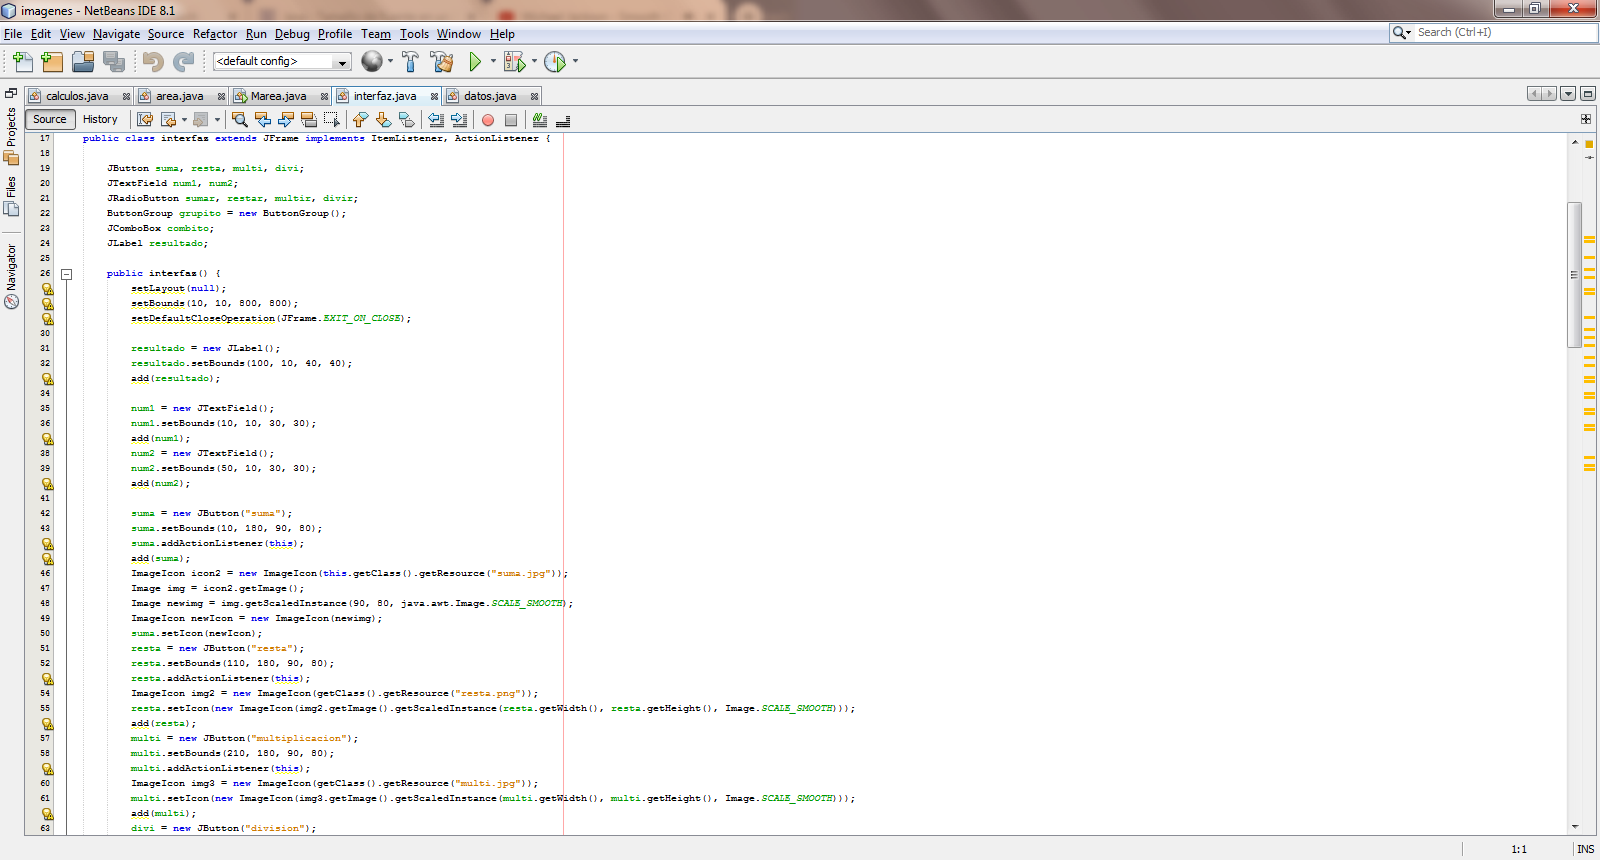 imagenes - NetBeans IDE 8.1
File Edit View Navigate Source Refactor Run Debug Profile Team Tools Window Help
Search (Ctrl+I)
<default config>
calculos.java area.java Marea.java interfaz.java datos.java
Source History
Projects
Files
Navigator
17 public class interfaz extends JFrame implements ItemListener, ActionListener {
18
19 JButton suma, resta, multi, divi;
20 JTextField num1, num2;
21 JRadioButton sumar, restar, multir, divir;
22 ButtonGroup grupito = new ButtonGroup();
23 JComboBox combito;
24 JLabel resultado;
25
26 public interfaz() {
setLayout(null);
setBounds(10, 10, 800, 800);
setDefaultCloseOperation(JFrame.EXIT_ON_CLOSE);
30
31 resultado = new JLabel();
32 resultado.setBounds(100, 10, 40, 40);
add(resultado);
34
35 num1 = new JTextField();
36 num1.setBounds(10, 10, 30, 30);
add(num1);
38 num2 = new JTextField();
39 num2.setBounds(50, 10, 30, 30);
add(num2);
41
42 suma = new JButton("suma");
43 suma.setBounds(10, 180, 90, 80);
suma.addActionListener(this);
add(suma);
46 ImageIcon icon2 = new ImageIcon(this.getClass().getResource("suma.jpg"));
47 Image img = icon2.getImage();
48 Image newimg = img.getScaledInstance(90, 80, java.awt.Image.SCALE_SMOOTH);
49 ImageIcon newIcon = new ImageIcon(newimg);
50 suma.setIcon(newIcon);
51 resta = new JButton("resta");
52 resta.setBounds(110, 180, 90, 80);
resta.addActionListener(this);
54 ImageIcon img2 = new ImageIcon(getClass().getResource("resta.png"));
55 resta.setIcon(new ImageIcon(img2.getImage().getScaledInstance(resta.getWidth(), resta.getHeight(), Image.SCALE_SMOOTH)));
add(resta);
57 multi = new JButton("multiplicacion");
58 multi.setBounds(210, 180, 90, 80);
multi.addActionListener(this);
60 ImageIcon img3 = new ImageIcon(getClass().getResource("multi.jpg"));
61 multi.setIcon(new ImageIcon(img3.getImage().getScaledInstance(multi.getWidth(), multi.getHeight(), Image.SCALE_SMOOTH)));
add(multi);
63 divi = new JButton("division");
1:1 INS